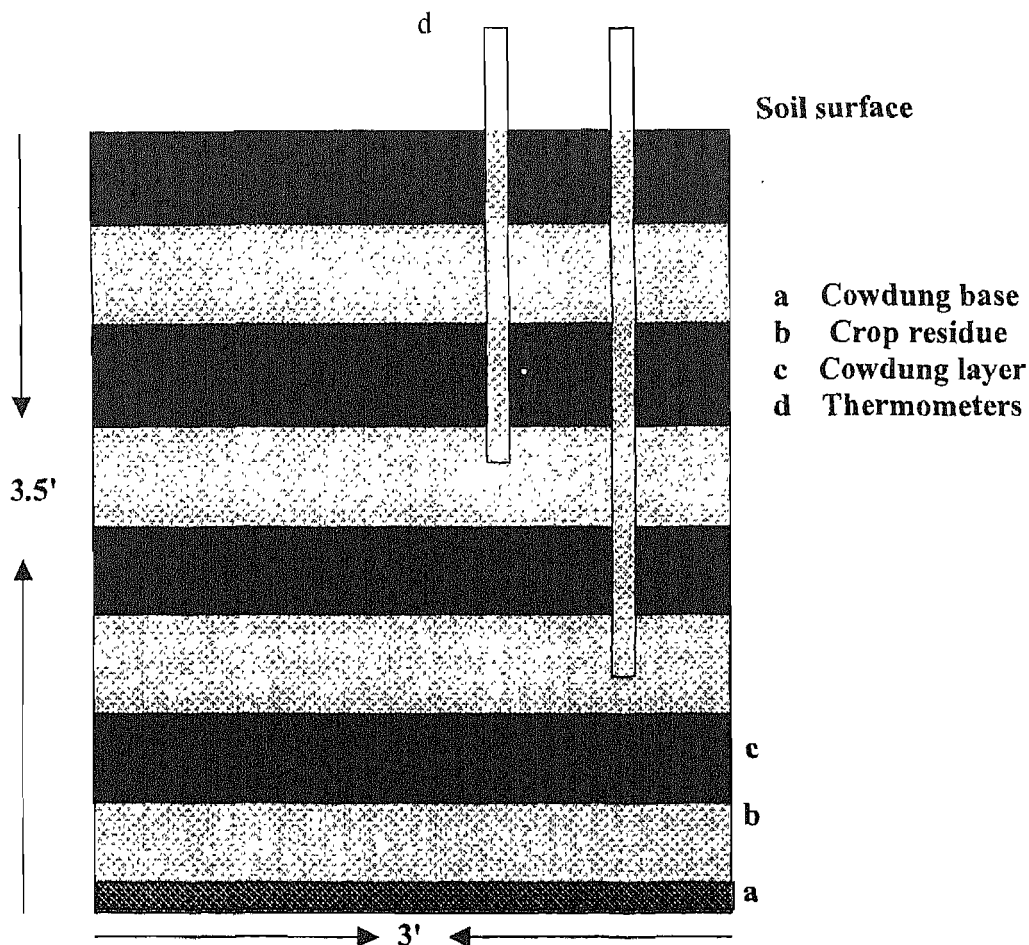 d
Soil surface
a Cowdung base
b Crop residue
c Cowdung layer
d Thermometers
3.5'
c
b
a
3'